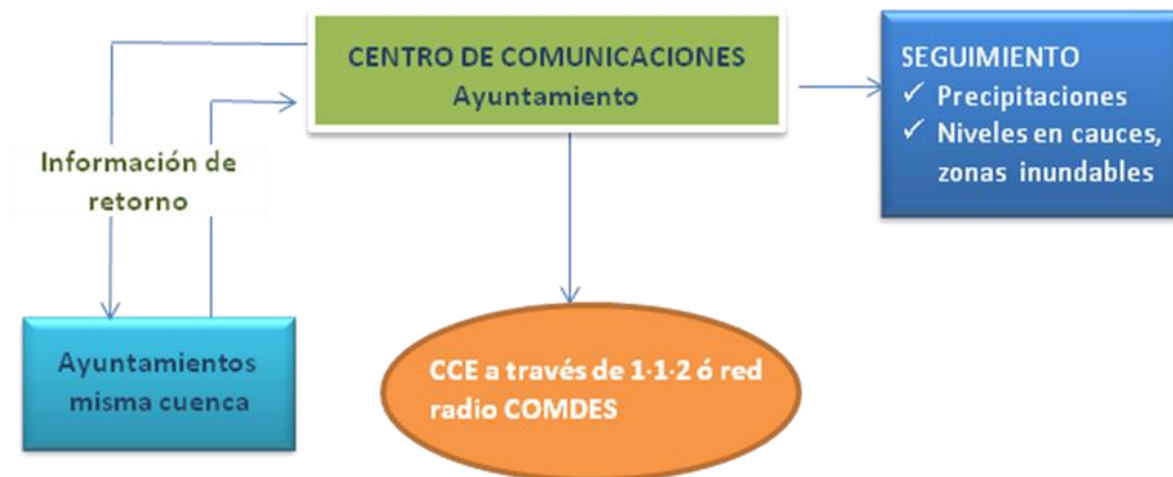 CENTRO DE COMUNICACIONES
Ayuntamiento
SEGUIMIENTO
✓ Precipitaciones
✓ Niveles en cauces,
zonas inundables
Información de
retorno
Ayuntamientos
misma cuenca
CCE a través de 1·1·2 ó red
radio COMDES